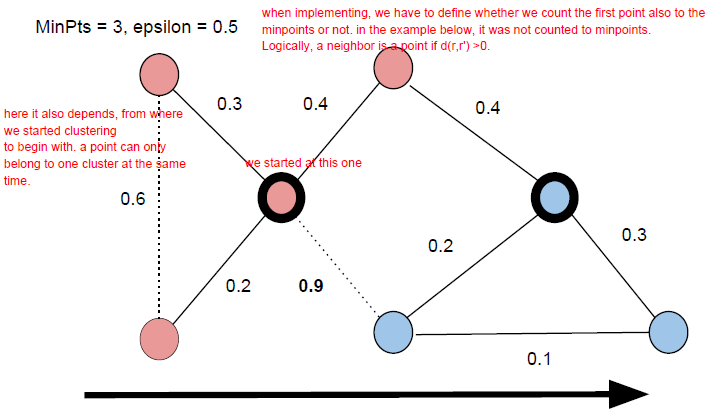 MinPts = 3, epsilon = 0.5
when implementing, we have to define whether we count the first point also to the
minpoints or not. in the example below, it was not counted to minpoints.
Logically, a neighbor is a point if d(r,r') >0.
here it also depends, from where
we started clustering
to begin with. a point can only
belong to one cluster at the same
time.
0.3
0.4
0.4
we started at this one
0.6
0.2
0.9
0.2
0.3
0.1